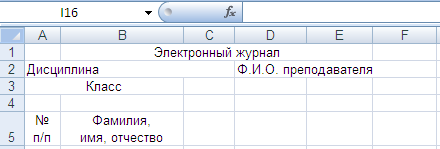 I16
fx
A B C D E F
1 Электронный журнал
2 Дисциплина Ф.И.О. преподавателя
3 Класс
4
№ Фамилия,
5 п/п имя, отчество